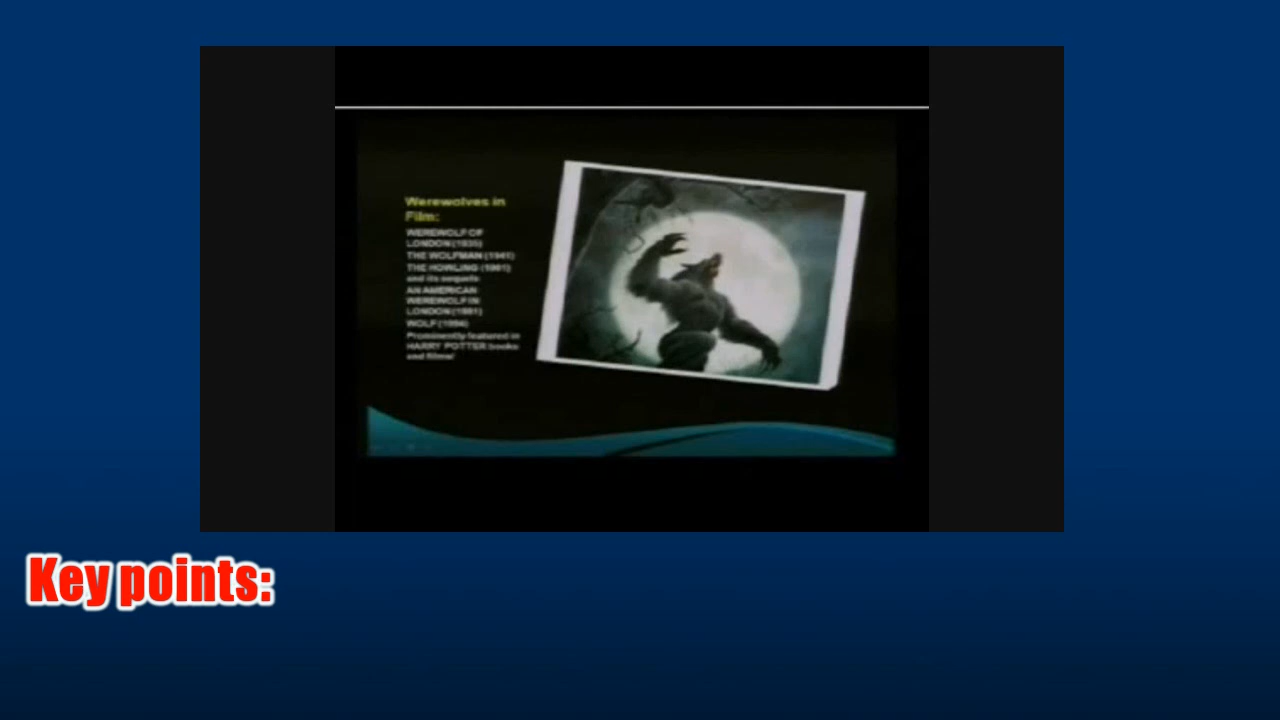 Werewolves in
Film:
WEREWOLF OF
LONDON (1935)
THE WOLFMAN (1941)
THE HOWLING (1981)
and its sequels
AN AMERICAN
WEREWOLF IN
LONDON (1981)
WOLF (1994)
Prominently featured in
HARRY POTTER books
and films!
Key points: